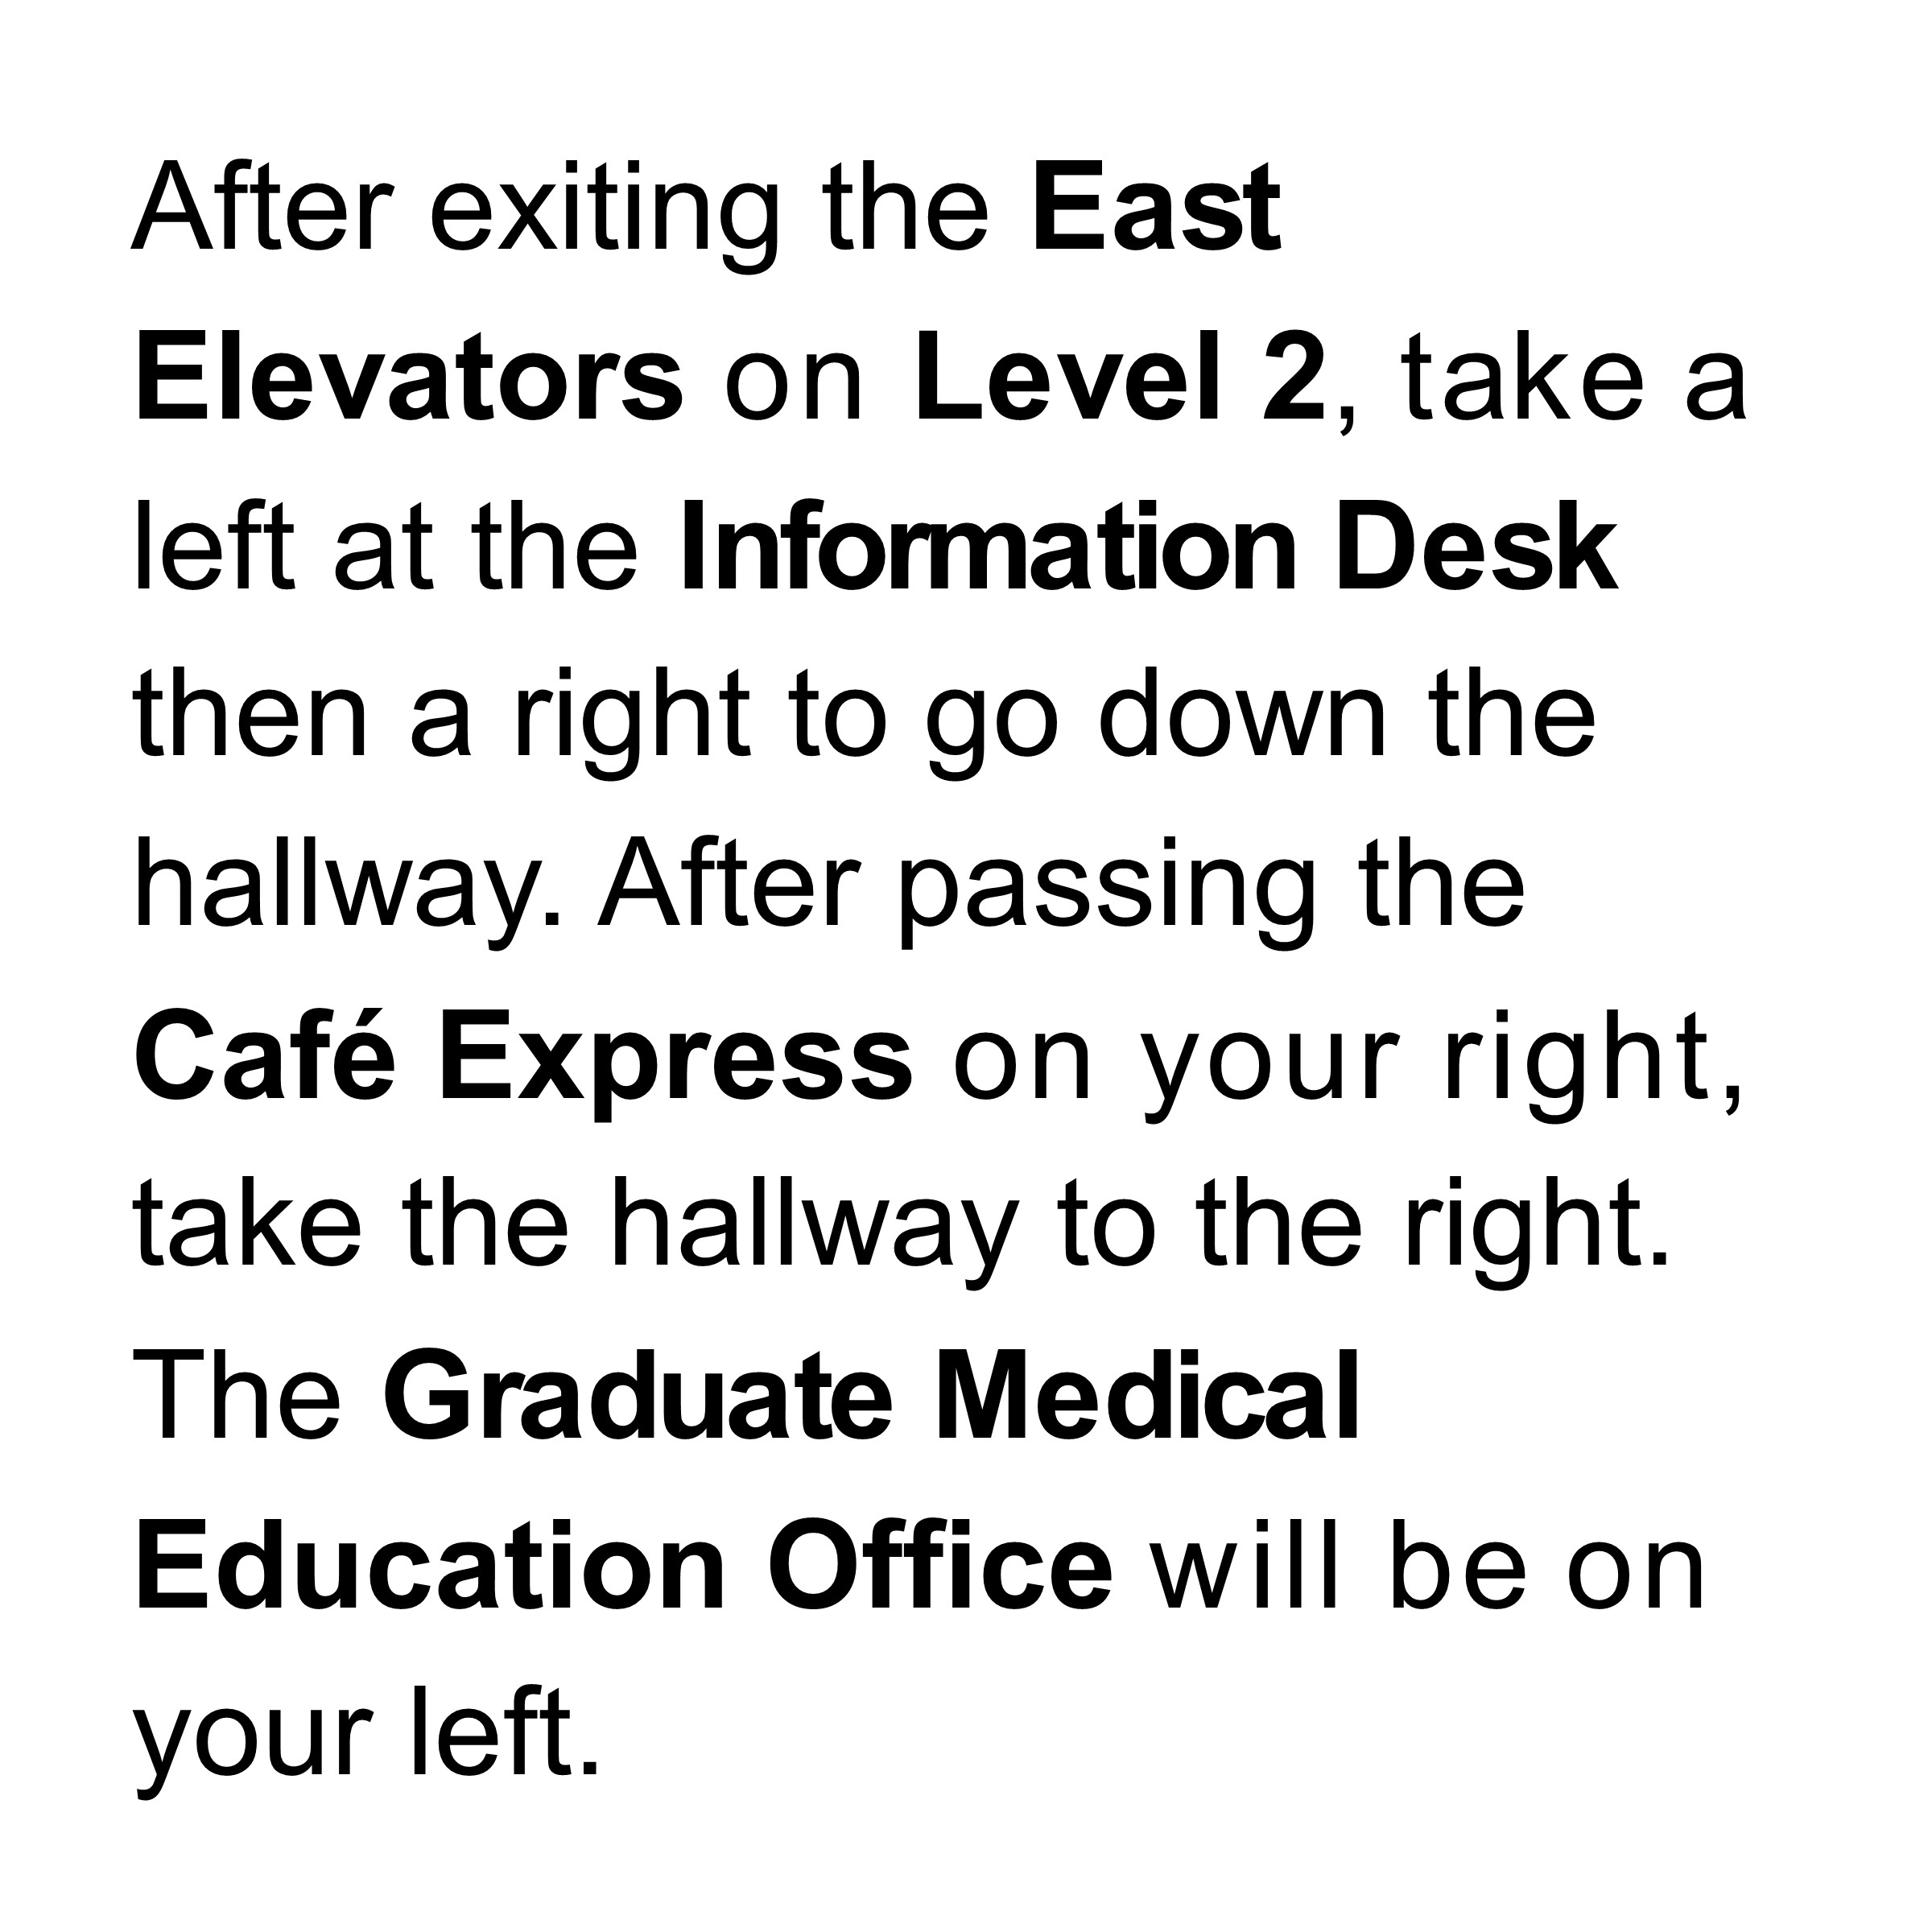 After exiting the East
Elevators on Level 2, take a
left at the Information Desk
then a right to go down the
hallway. After passing the
Café Express on your right,
take the hallway to the right.
The Graduate Medical
Education Office will be on
your left.